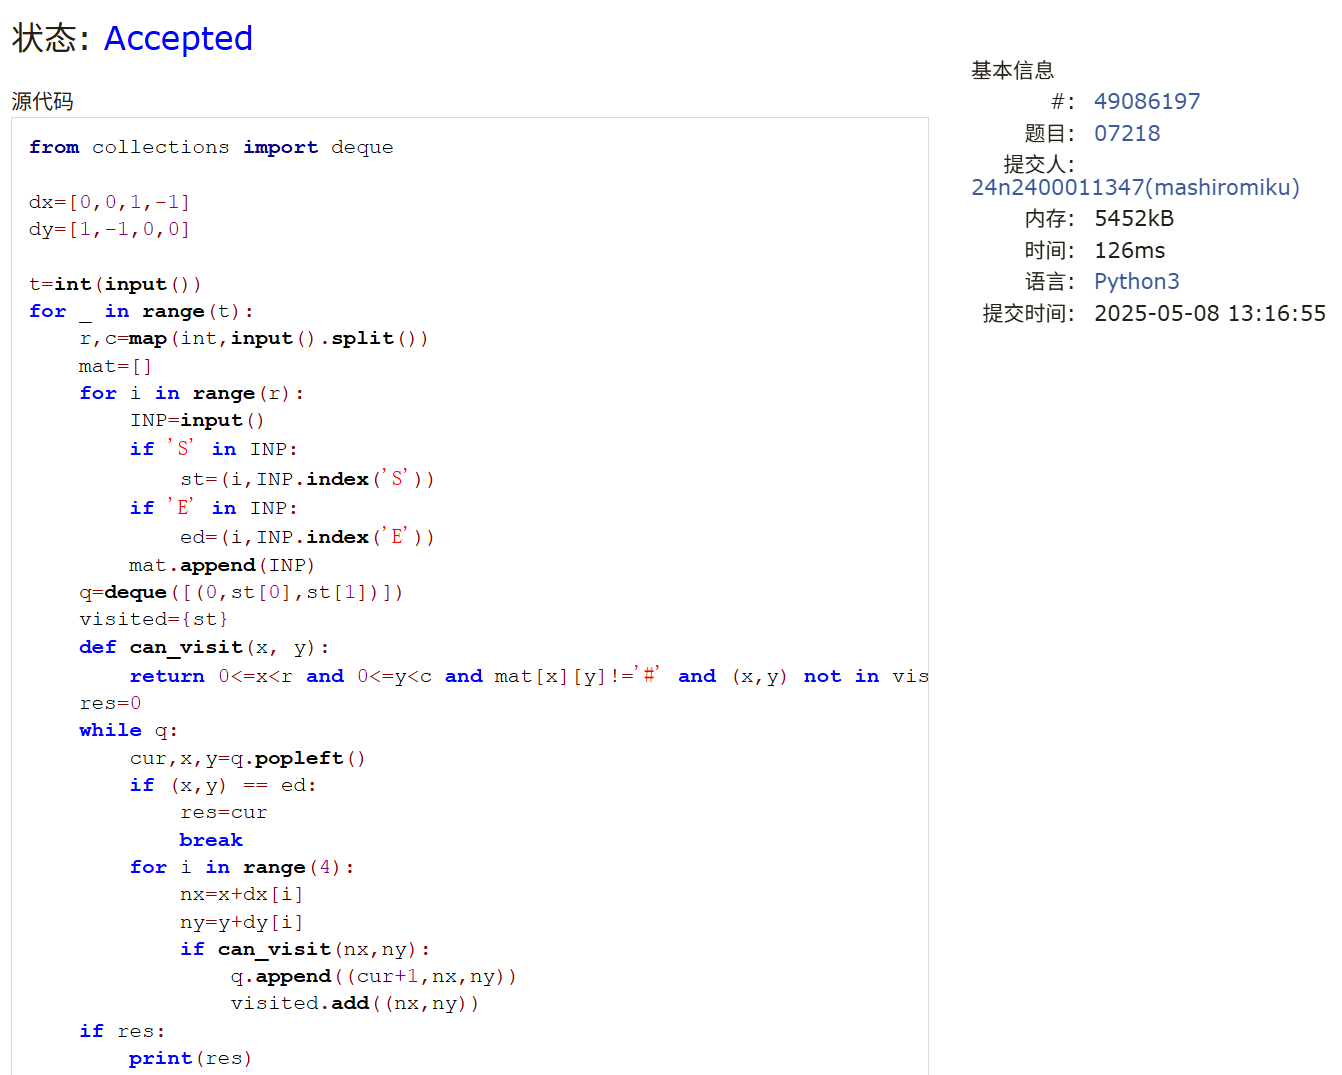 状态: Accepted
源代码
from collections import deque
dx=[0,0,1,-1]
dy=[1,-1,0,0]
t=int(input())
for _ in range(t):
    r,c=map(int,input().split())
    mat=[]
    for i in range(r):
        INP=input()
        if 'S' in INP:
            st=(i,INP.index('S'))
        if 'E' in INP:
            ed=(i,INP.index('E'))
        mat.append(INP)
    q=deque([(0,st[0],st[1])])
    visited={st}
    def can_visit(x, y):
        return 0<=x<r and 0<=y<c and mat[x][y]!='#' and (x,y) not in vis
    res=0
    while q:
        cur,x,y=q.popleft()
        if (x,y) == ed:
            res=cur
            break
        for i in range(4):
            nx=x+dx[i]
            ny=y+dy[i]
            if can_visit(nx,ny):
                q.append((cur+1,nx,ny))
                visited.add((nx,ny))
    if res:
        print(res)
基本信息
#: 49086197
题目: 07218
提交人:
24n2400011347(mashiromiku)
内存: 5452kB
时间: 126ms
语言: Python3
提交时间: 2025-05-08 13:16:55